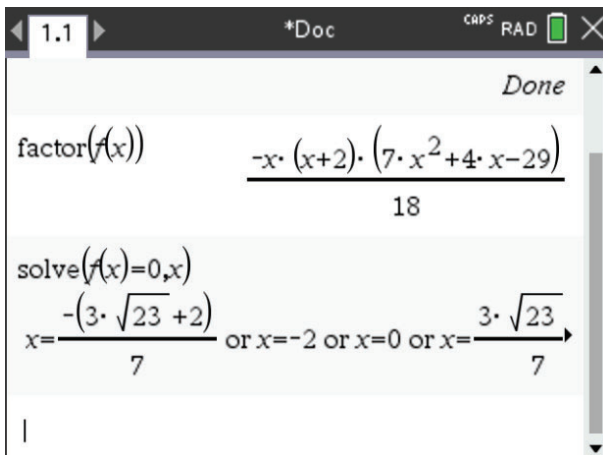 1.1 *Doc CAPS RAD
Done
factor(f(x)) -x·(x+2)·(7·x²+4·x-29)/18
solve(f(x)=0,x)
x=-(3·√23+2)/7 or x=-2 or x=0 or x=3·√23/7